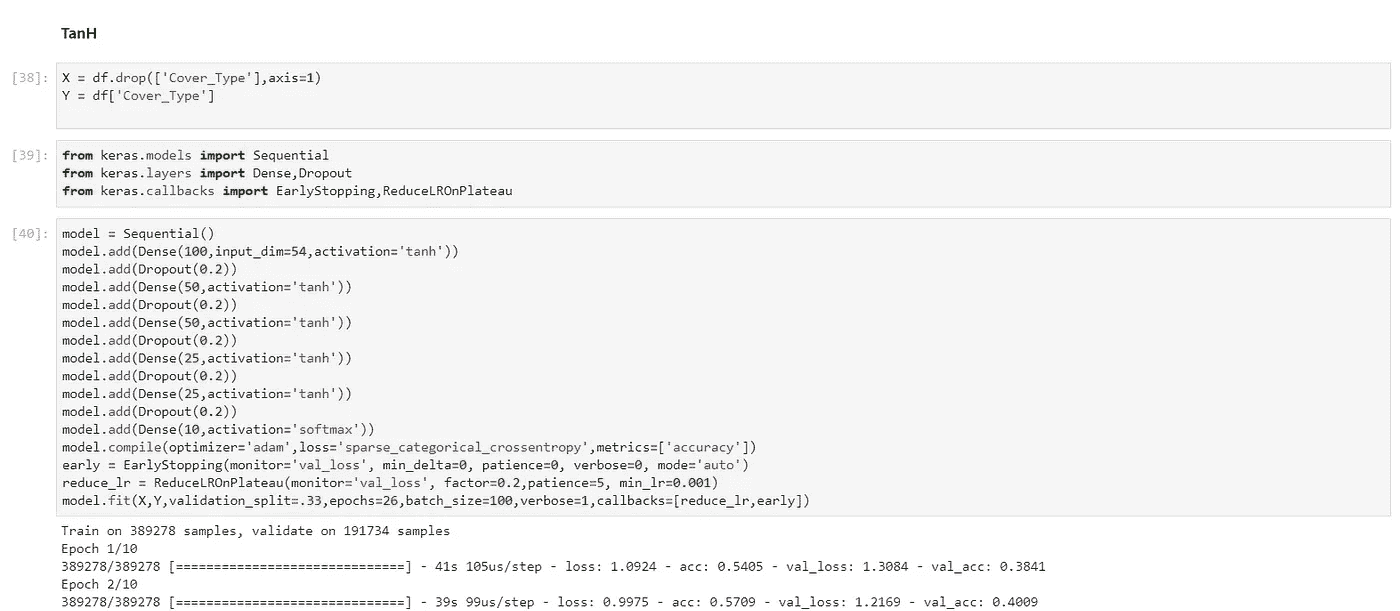 TanH
[38]: X = df.drop(['Cover_Type'],axis=1)
Y = df['Cover_Type']
[39]: from keras.models import Sequential
from keras.layers import Dense,Dropout
from keras.callbacks import EarlyStopping,ReduceLROnPlateau
[40]: model = Sequential()
model.add(Dense(100,input_dim=54,activation='tanh'))
model.add(Dropout(0.2))
model.add(Dense(50,activation='tanh'))
model.add(Dropout(0.2))
model.add(Dense(50,activation='tanh'))
model.add(Dropout(0.2))
model.add(Dense(25,activation='tanh'))
model.add(Dropout(0.2))
model.add(Dense(25,activation='tanh'))
model.add(Dropout(0.2))
model.add(Dense(10,activation='softmax'))
model.compile(optimizer='adam',loss='sparse_categorical_crossentropy',metrics=['accuracy'])
early = EarlyStopping(monitor='val_loss', min_delta=0, patience=0, verbose=0, mode='auto')
reduce_lr = ReduceLROnPlateau(monitor='val_loss', factor=0.2,patience=5, min_lr=0.001)
model.fit(X,Y,validation_split=.33,epochs=26,batch_size=100,verbose=1,callbacks=[reduce_lr,early])
Train on 389278 samples, validate on 191734 samples
Epoch 1/10
389278/389278 [==============================] - 41s 105us/step - loss: 1.0924 - acc: 0.5405 - val_loss: 1.3084 - val_acc: 0.3841
Epoch 2/10
389278/389278 [==============================] - 39s 99us/step - loss: 0.9975 - acc: 0.5709 - val_loss: 1.2169 - val_acc: 0.4009